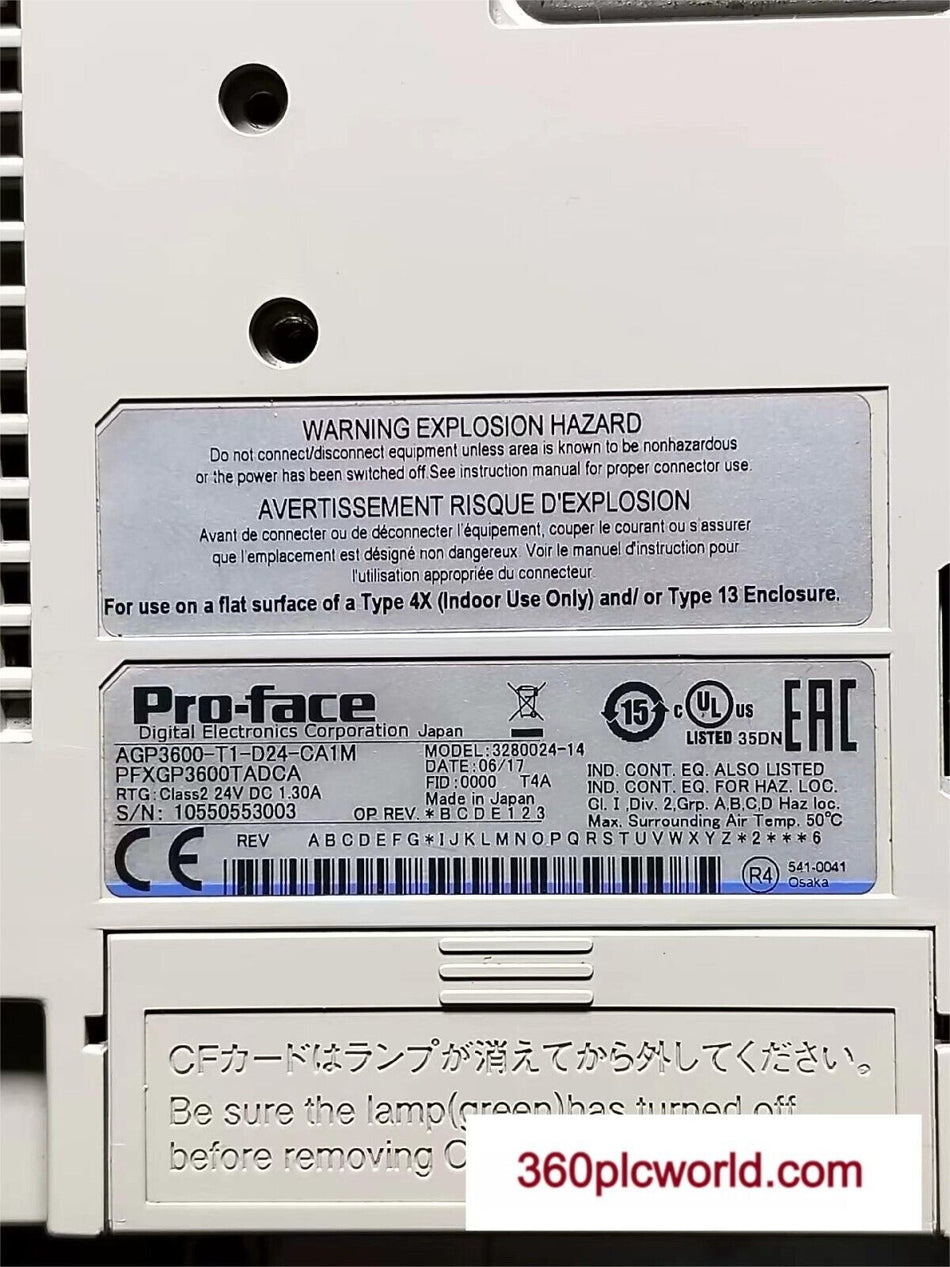 WARNING EXPLOSION HAZARD
Do not connect/disconnect equipment unless area is known to be nonhazardous
or the power has been switched off.See instruction manual for proper connector use.
AVERTISSEMENT RISQUE D'EXPLOSION
Avant de connecter ou de déconnecter l'équipement, couper le courant ou s'assurer
que l'emplacement est désigné non dangereux. Voir le manuel d'instruction pour
l'utilisation appropriée du connecteur.
For use on a flat surface of a Type 4X (Indoor Use Only) and/ or Type 13 Enclosure.
Pro-face
Digital Electronics Corporation Japan
AGP3600-T1-D24-CA1M
PFXGP3600TADCA
RTG: Class2 24V DC 1.30A
S/N: 10550553003
MODEL:3280024-14
DATE:06/17
FID:0000 T4A
Made in Japan
OP REV. *BCDE123
15
C UL US
LISTED 35DN
EAC
IND. CONT. EQ. ALSO LISTED
IND. CONT. EQ. FOR HAZ. LOC.
Cl. I ,Div. 2,Grp. A,B,C,D Haz loc.
Max. Surrounding Air Temp. 50°C
CE
REV ABCDEFG*IJKLMNOPQRSTUVWXYZ*2***6
R4
541-0041
Osaka
CFカードはランプが消えてから外してください。
Be sure the lamp(green)has turned off
before removing C
360plcworld.com